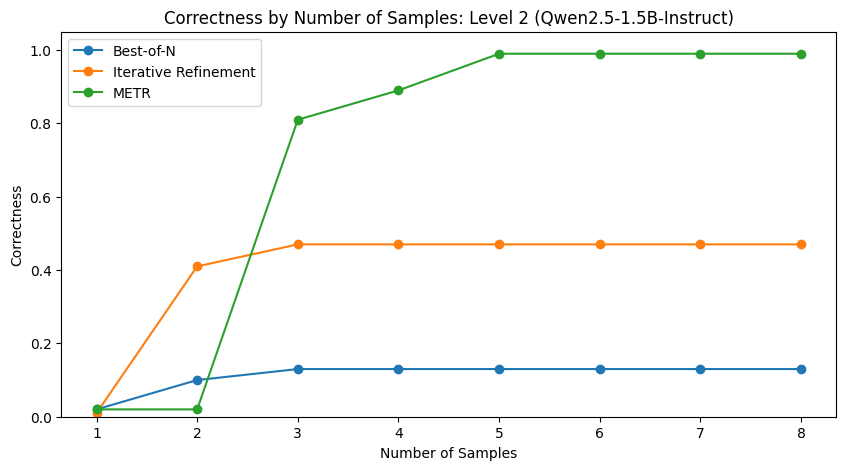 Correctness by Number of Samples: Level 2 (Qwen2.5-1.5B-Instruct)
Best-of-N
Iterative Refinement
METR
Correctness
1.0
0.8
0.6
0.4
0.2
0.0
1 2 3 4 5 6 7 8
Number of Samples